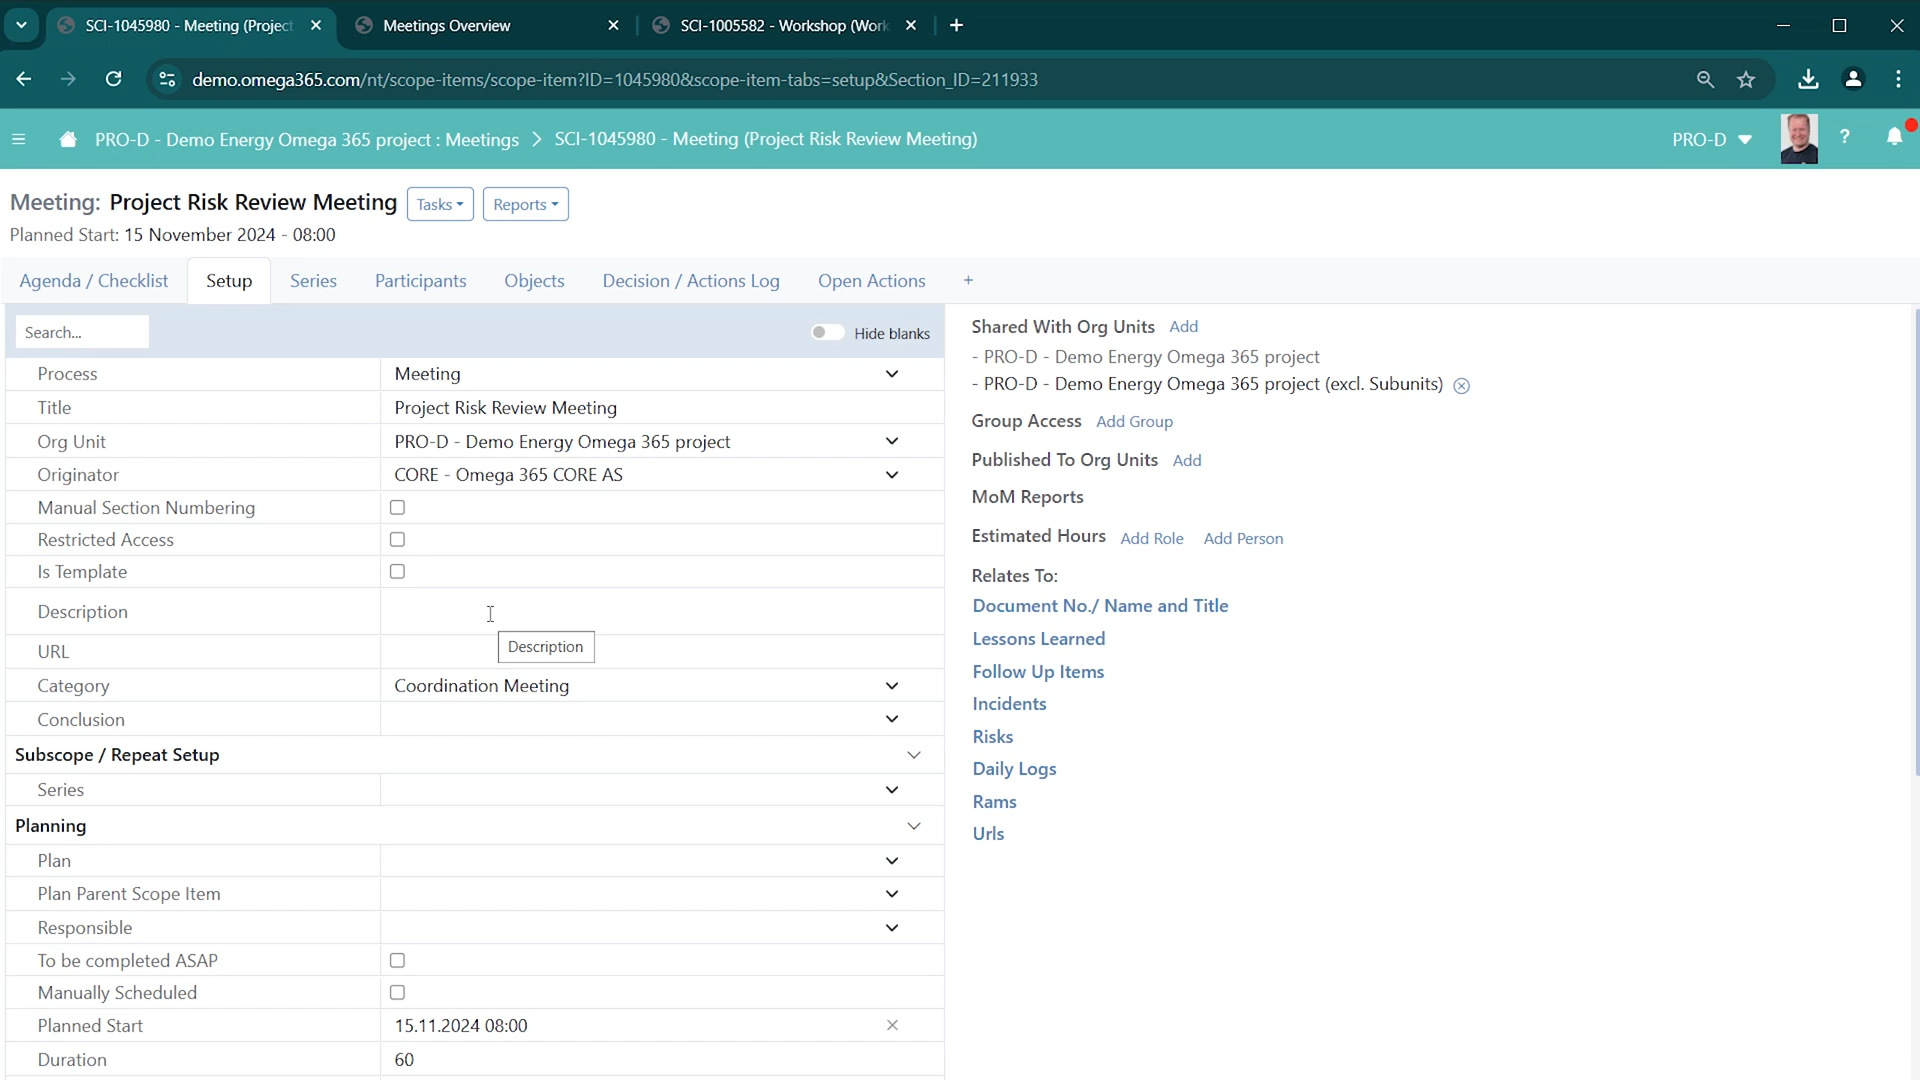 SCI-1045980 - Meeting (Project
Meetings Overview
SCI-1005582 - Workshop (Work
demo.omega365.com/nt/scope-items/scope-item?ID=1045980&scope-item-tabs=setup&Section_ID=211933
PRO-D - Demo Energy Omega 365 project : Meetings > SCI-1045980 - Meeting (Project Risk Review Meeting)
PRO-D
?
Meeting: Project Risk Review Meeting
Tasks
Reports
Planned Start: 15 November 2024 - 08:00
Agenda / Checklist
Setup
Series
Participants
Objects
Decision / Actions Log
Open Actions
+
Search...
Hide blanks
Process
Meeting
Title
Project Risk Review Meeting
Org Unit
PRO-D - Demo Energy Omega 365 project
Originator
CORE - Omega 365 CORE AS
Manual Section Numbering
Restricted Access
Is Template
Description
Description
URL
Category
Coordination Meeting
Conclusion
Subscope / Repeat Setup
Series
Planning
Plan
Plan Parent Scope Item
Responsible
To be completed ASAP
Manually Scheduled
Planned Start
15.11.2024 08:00
Duration
60
Shared With Org Units Add
- PRO-D - Demo Energy Omega 365 project
- PRO-D - Demo Energy Omega 365 project (excl. Subunits)
Group Access Add Group
Published To Org Units Add
MoM Reports
Estimated Hours Add Role Add Person
Relates To:
Document No./ Name and Title
Lessons Learned
Follow Up Items
Incidents
Risks
Daily Logs
Rams
Urls